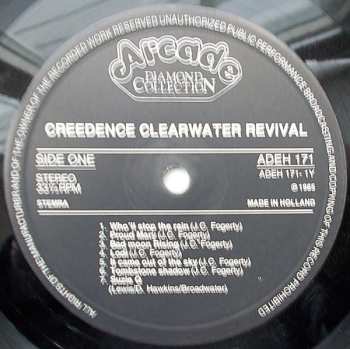 ALL RIGHTS OF THE MANUFACTURER AND OF THE OWNER OF THE RECORDED WORK RESERVED UNAUTHORIZED PUBLIC PERFORMANCE BROADCASTING AND COPYING OF THIS RECORD PROHIBITED
Arcade
DIAMOND
COLLECTION
CREEDENCE CLEARWATER REVIVAL
SIDE ONE
STEREO
33⅓ RPM
STEMRA
ADEH 171
ADEH 171-1Y
℗ 1985
MADE IN HOLLAND
1. Who'll stop the rain (J.C. Fogerty)
2. Proud Mary (J.C. Fogerty)
3. Bad moon Rising (J.C. Fogerty)
4. Lodi (J.C. Fogerty)
5. It came out of the sky (J.C. Fogerty)
6. Tombstone shadow (J.C. Fogerty)
7. Suzie Q
(Lewis/D. Hawkins/Broadwater)